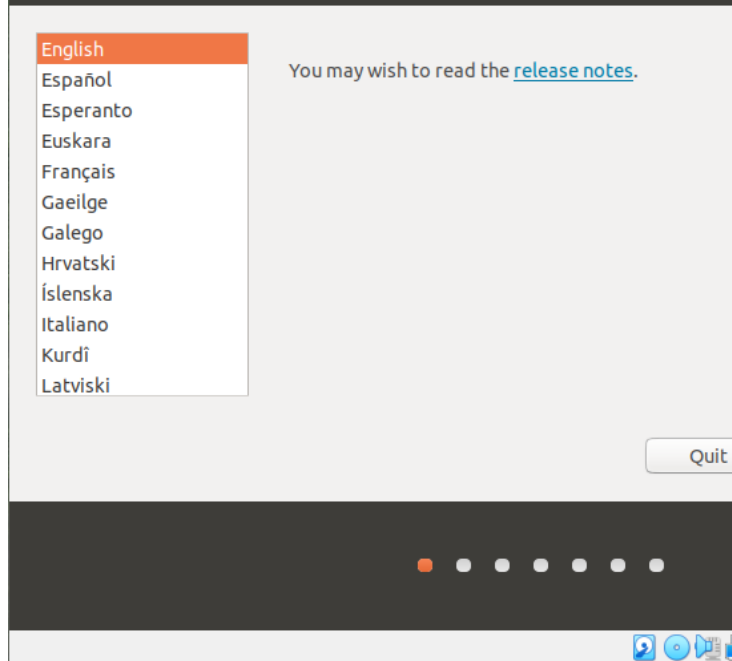 English
Español
Esperanto
Euskara
Français
Gaeilge
Galego
Hrvatski
Íslenska
Italiano
Kurdî
Latviski
You may wish to read the release notes.
Quit